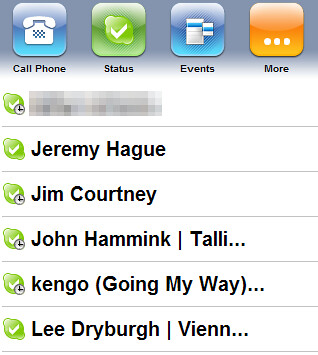 Call Phone Status Events More
Jeremy Hague
Jim Courtney
John Hammink | Talli...
kengo (Going My Way)...
Lee Dryburgh | Vienn...